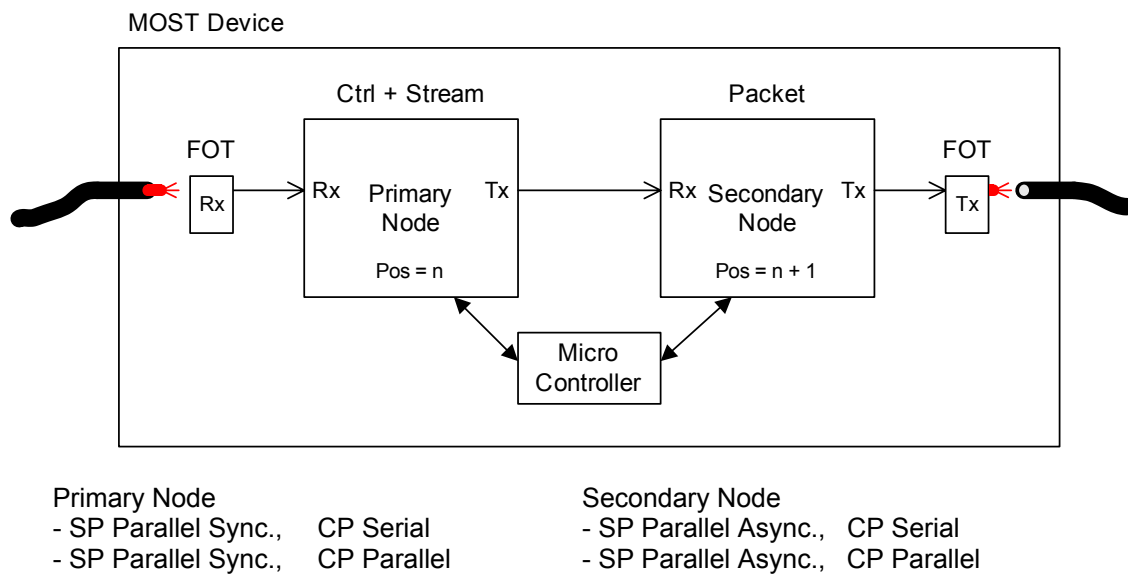 MOST Device
Ctrl + Stream
Packet
FOT
FOT
Rx
Rx
Primary
Node
Tx
Pos = n
Rx
Secondary
Node
Tx
Pos = n + 1
Tx
Micro
Controller
Primary Node
- SP Parallel Sync., CP Serial
- SP Parallel Sync., CP Parallel
Secondary Node
- SP Parallel Async., CP Serial
- SP Parallel Async., CP Parallel